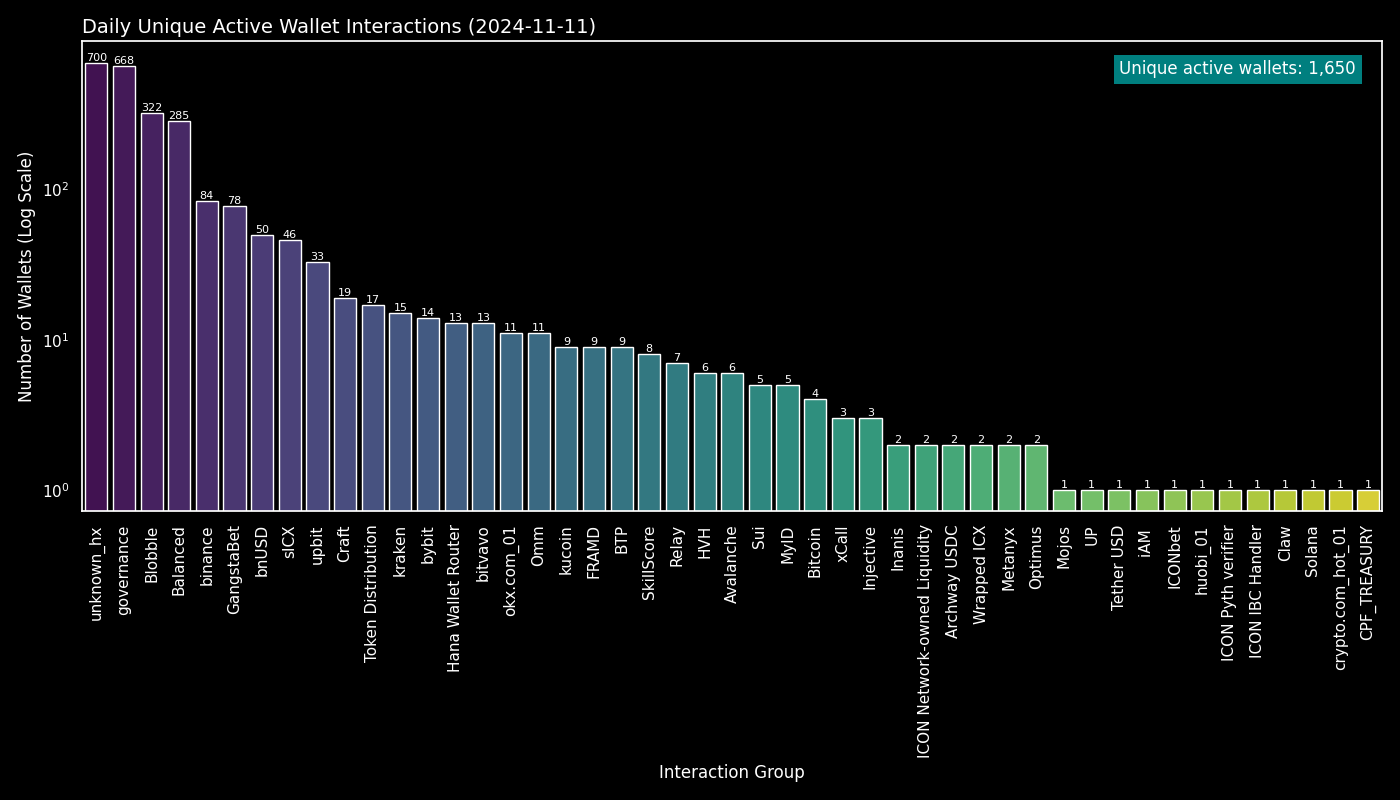 Daily Unique Active Wallet Interactions (2024-11-11)
Unique active wallets: 1,650
Number of Wallets (Log Scale)
10²
10¹
10⁰
700
668
322
285
84
78
50
46
33
19
17
15
14
13
13
11
11
9
9
9
8
7
6
6
5
5
4
3
3
2
2
2
2
2
2
1
1
1
1
1
1
1
1
1
1
1
1
unknown_hx
governance
Blobble
Balanced
binance
GangstaBet
bnUSD
sICX
upbit
Craft
Token Distribution
kraken
bybit
Hana Wallet Router
bitvavo
okx.com_01
Omm
kucoin
FRAMD
BTP
SkillScore
Relay
HVH
Avalanche
Sui
MyID
Bitcoin
xCall
Injective
Inanis
ICON Network-owned Liquidity
Archway USDC
Wrapped ICX
Metanyx
Optimus
Mojos
UP
Tether USD
iAM
ICONbet
huobi_01
ICON Pyth verifier
ICON IBC Handler
Claw
Solana
crypto.com_hot_01
CPF_TREASURY
Interaction Group